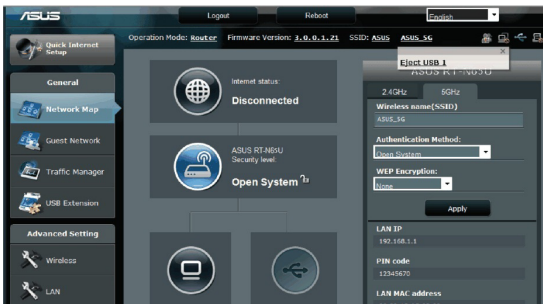 ASUS
Logout
Reboot
English
Quick Internet Setup
Operation Mode: Router Firmware Version: 3.0.0.1.21 SSID: ASUS ASUS_5G
Eject USB 1
General
Network Map
Guest Network
Traffic Manager
USB Extension
Advanced Setting
Wireless
LAN
Internet status:
Disconnected
ASUS RT-N65U
Security level:
Open System
ASUS RT-N65U
2.4GHz
5GHz
Wireless name(SSID)
ASUS_5G
Authentication Method:
Open System
WEP Encryption:
None
Apply
LAN IP
192.168.1.1
PIN code
12345670
LAN MAC address